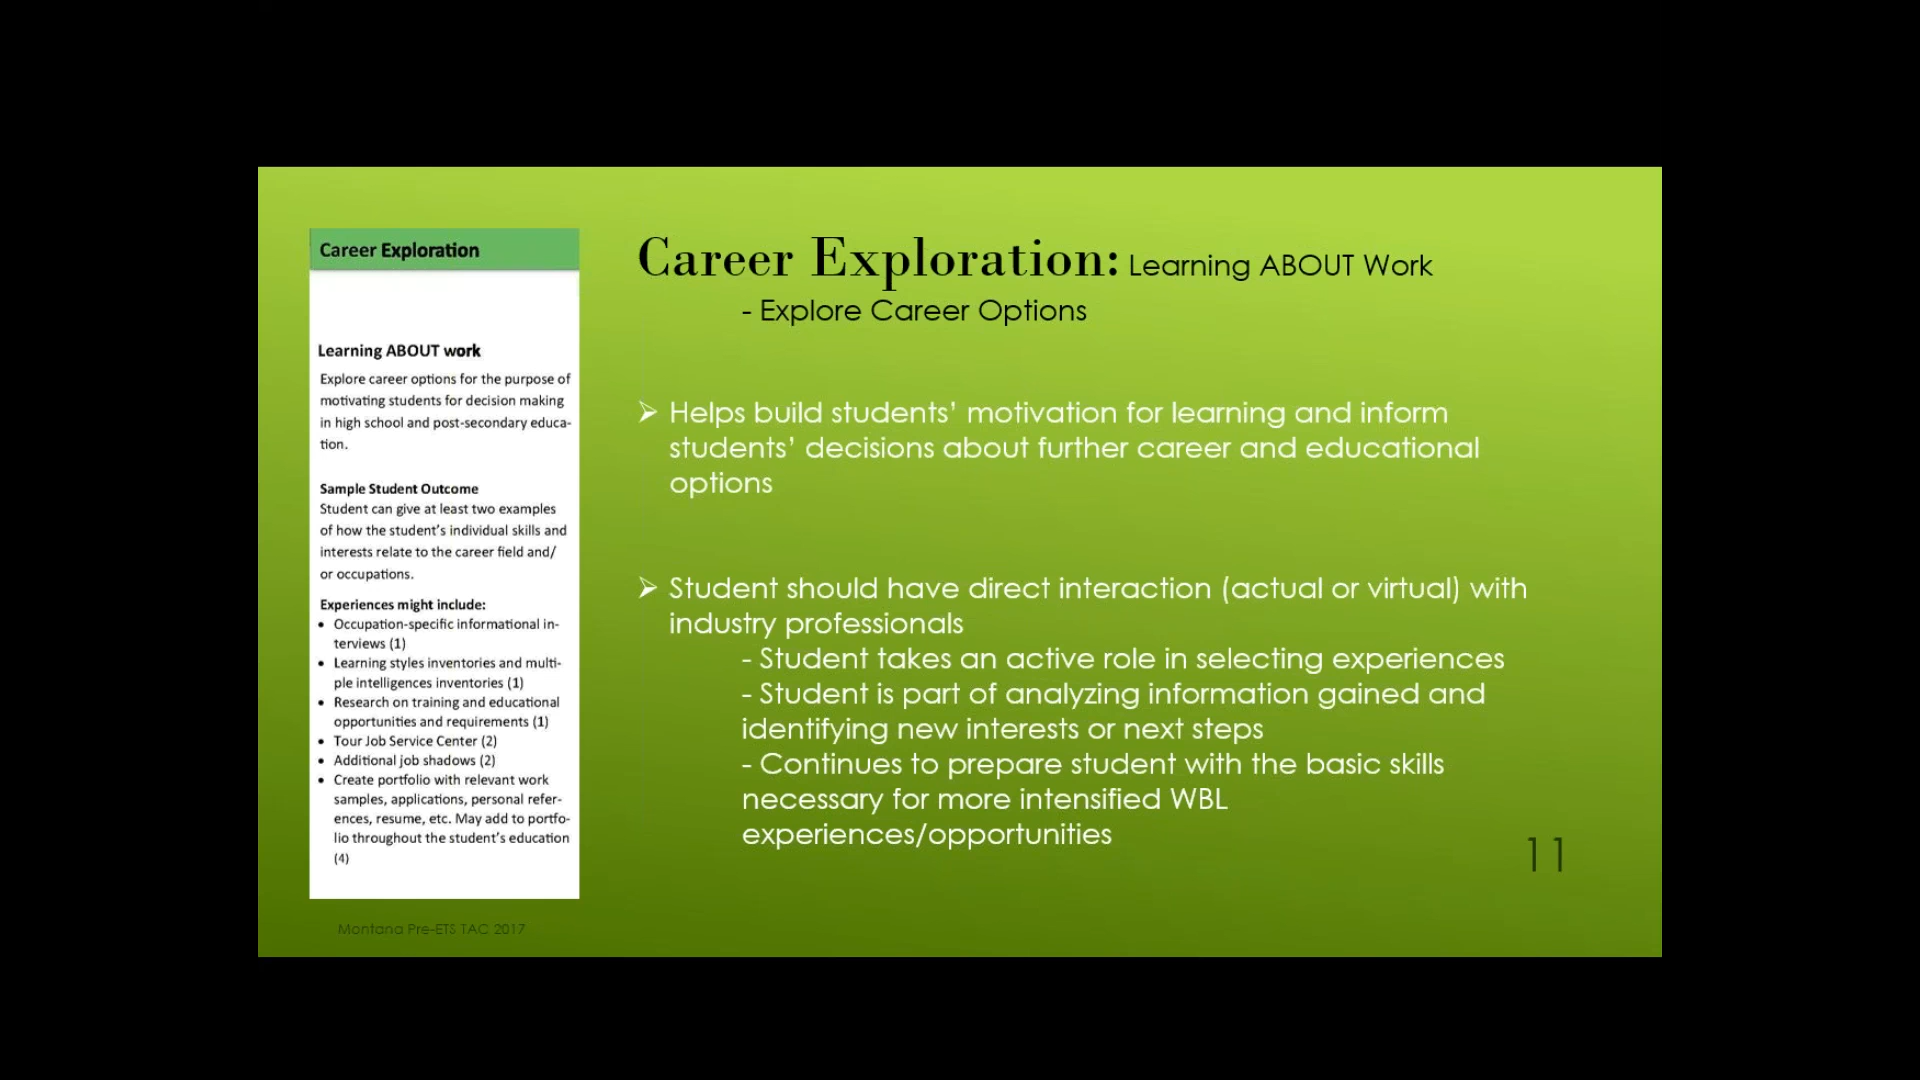 Career Exploration
Learning ABOUT work
Explore career options for the purpose of
motivating students for decision making
in high school and post-secondary educa-
tion.
Sample Student Outcome
Student can give at least two examples
of how the student's individual skills and
interests relate to the career field and/
or occupations.
Experiences might include:
• Occupation-specific informational in-
terviews (1)
• Learning styles inventories and multi-
ple intelligences inventories (1)
• Research on training and educational
opportunities and requirements (1)
• Tour Job Service Center (2)
• Additional job shadows (2)
• Create portfolio with relevant work
samples, applications, personal refer-
ences, resume, etc. May add to portfo-
lio throughout the student's education
(4)
Montana Pre-ETS TAC 2017
Career Exploration: Learning ABOUT Work
- Explore Career Options
➢ Helps build students' motivation for learning and inform
students' decisions about further career and educational
options
➢ Student should have direct interaction (actual or virtual) with
industry professionals
- Student takes an active role in selecting experiences
- Student is part of analyzing information gained and
identifying new interests or next steps
- Continues to prepare student with the basic skills
necessary for more intensified WBL
experiences/opportunities
11